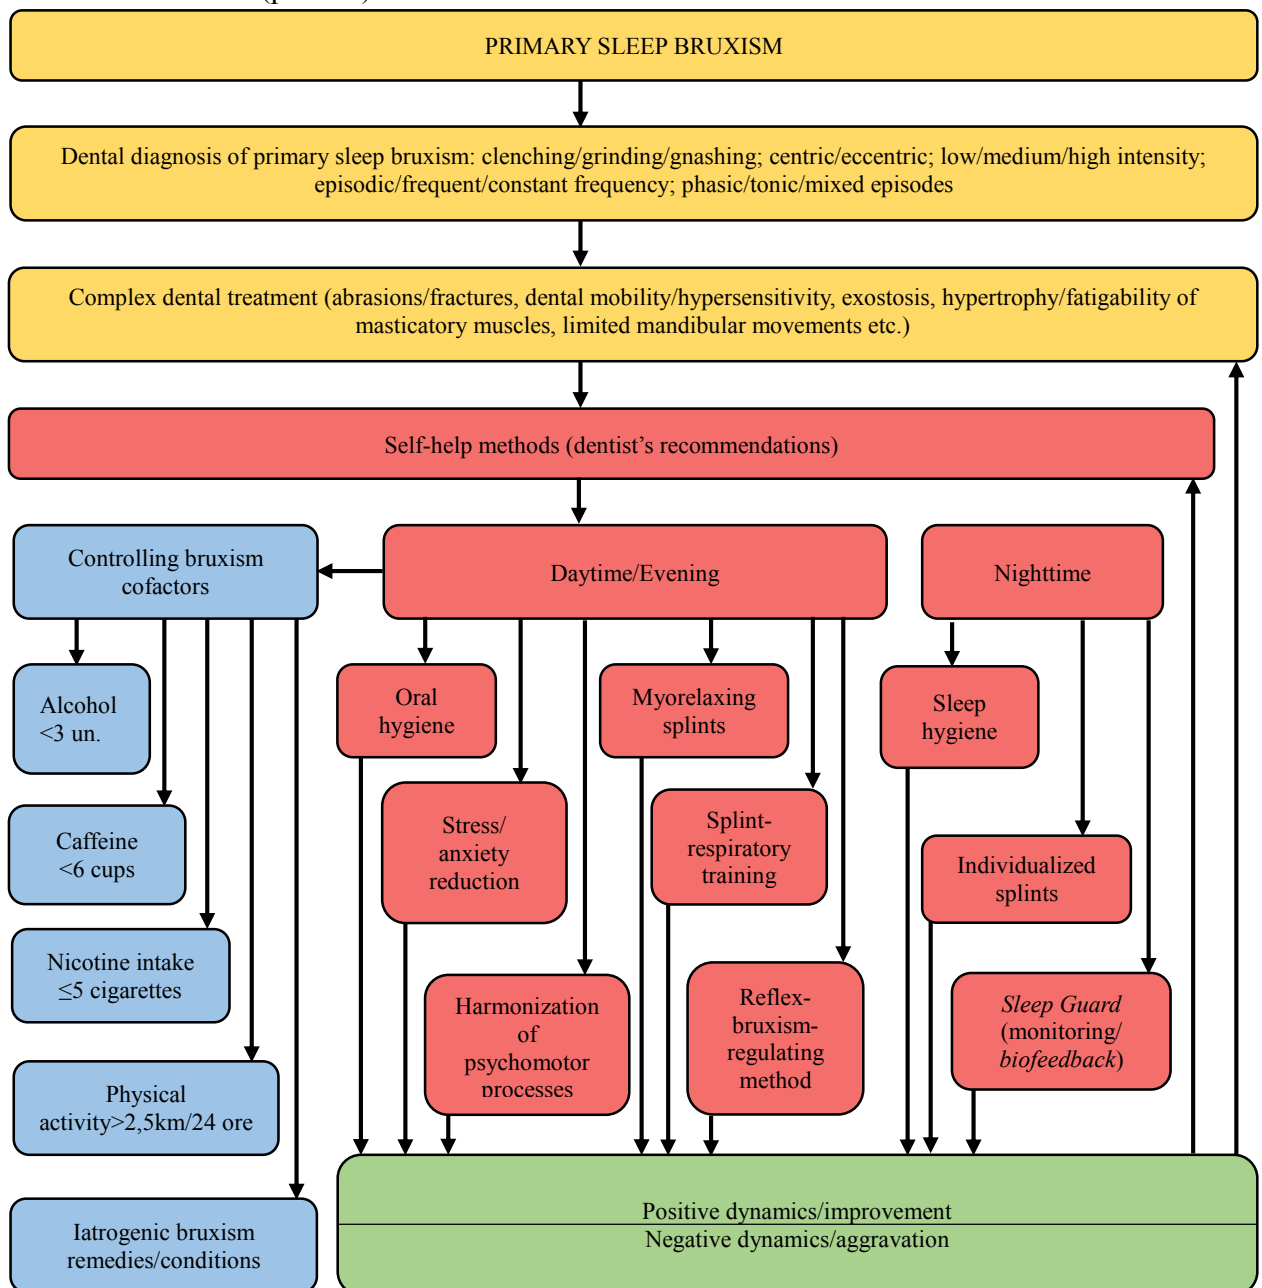 PRIMARY SLEEP BRUXISM
Dental diagnosis of primary sleep bruxism: clenching/grinding/gnashing; centric/eccentric; low/medium/high intensity;
episodic/frequent/constant frequency; phasic/tonic/mixed episodes
Complex dental treatment (abrasions/fractures, dental mobility/hypersensitivity, exostosis, hypertrophy/fatigability of
masticatory muscles, limited mandibular movements etc.)
Self-help methods (dentist’s recommendations)
Controlling bruxism
cofactors
Daytime/Evening
Nighttime
Alcohol
<3 un.
Oral
hygiene
Myorelaxing
splints
Sleep
hygiene
Caffeine
<6 cups
Stress/
anxiety
reduction
Splint-
respiratory
training
Individualized
splints
Nicotine intake
≤5 cigarettes
Harmonization
of
psychomotor
processes
Reflex-
bruxism-
regulating
method
Sleep Guard
(monitoring/
biofeedback)
Physical
activity>2,5km/24 ore
Iatrogenic bruxism
remedies/conditions
Positive dynamics/improvement
Negative dynamics/aggravation